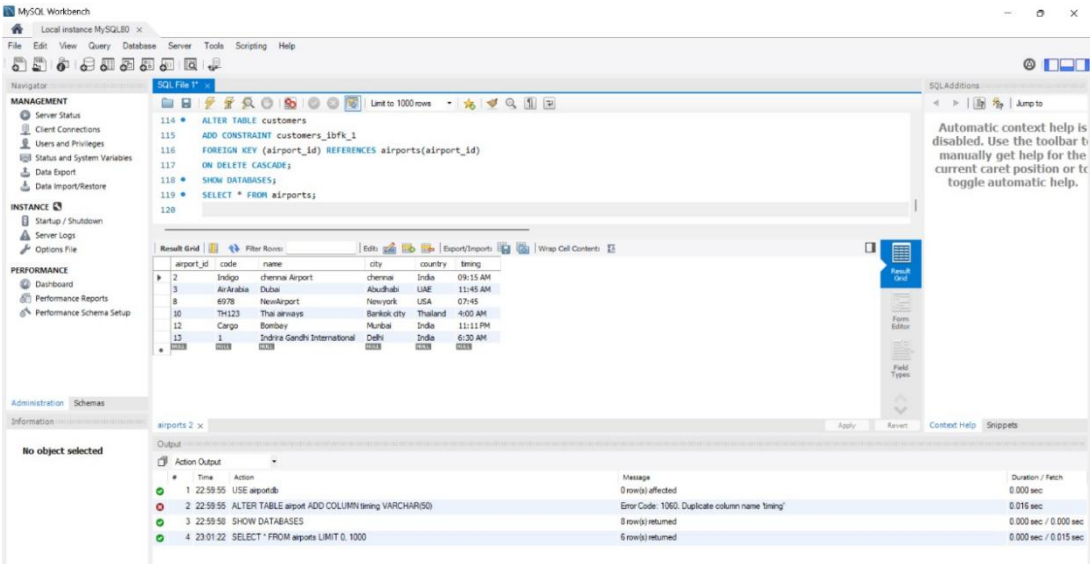 MySQL Workbench
Local instance MySQL80 ×
File Edit View Query Database Server Tools Scripting Help
Navigator
MANAGEMENT
Server Status
Client Connections
Users and Privileges
Status and System Variables
Data Export
Data Import/Restore
INSTANCE
Startup / Shutdown
Server Logs
Options File
PERFORMANCE
Dashboard
Performance Reports
Performance Schema Setup
Administration Schemas
Information
No object selected
SQL File 1* ×
Limit to 1000 rows
114 ALTER TABLE customers
115 ADD CONSTRAINT customers_ibfk_1
116 FOREIGN KEY (airport_id) REFERENCES airports(airport_id)
117 ON DELETE CASCADE;
118 SHOW DATABASES;
119 SELECT * FROM airports;
120
Result Grid Filter Rows: Edit: Export/Import: Wrap Cell Content:
airport_id code name city country timing
2 Indigo chennai Airport chennai India 09:15 AM
3 AirArabia Dubai Abudhabi UAE 11:45 AM
8 6978 NewAirport Newyork USA 07:45
10 TH123 Thai airways Bankok city Thailand 4:00 AM
12 Cargo Bombay Munbai India 11:11 PM
13 1 Indrira Gandhi International Delhi India 6:30 AM
NULL NULL NULL NULL NULL NULL
Result Grid
Form Editor
Field Types
airports 2 ×
Apply Revert
SQLAdditions
Jump to
Automatic context help is
disabled. Use the toolbar to
manually get help for the
current caret position or to
toggle automatic help.
Context Help Snippets
Output
Action Output
# Time Action Message Duration / Fetch
1 22:59:55 USE airportdb 0 row(s) affected 0.000 sec
2 22:59:55 ALTER TABLE airport ADD COLUMN timing VARCHAR(50) Error Code: 1060. Duplicate column name 'timing' 0.016 sec
3 22:59:58 SHOW DATABASES 8 row(s) returned 0.000 sec / 0.000 sec
4 23:01:22 SELECT * FROM airports LIMIT 0, 1000 6 row(s) returned 0.000 sec / 0.015 sec